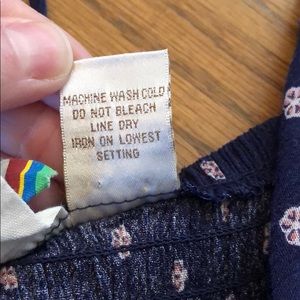 MACHINE WASH COLD
DO NOT BLEACH
LINE DRY
IRON ON LOWEST
SETTING